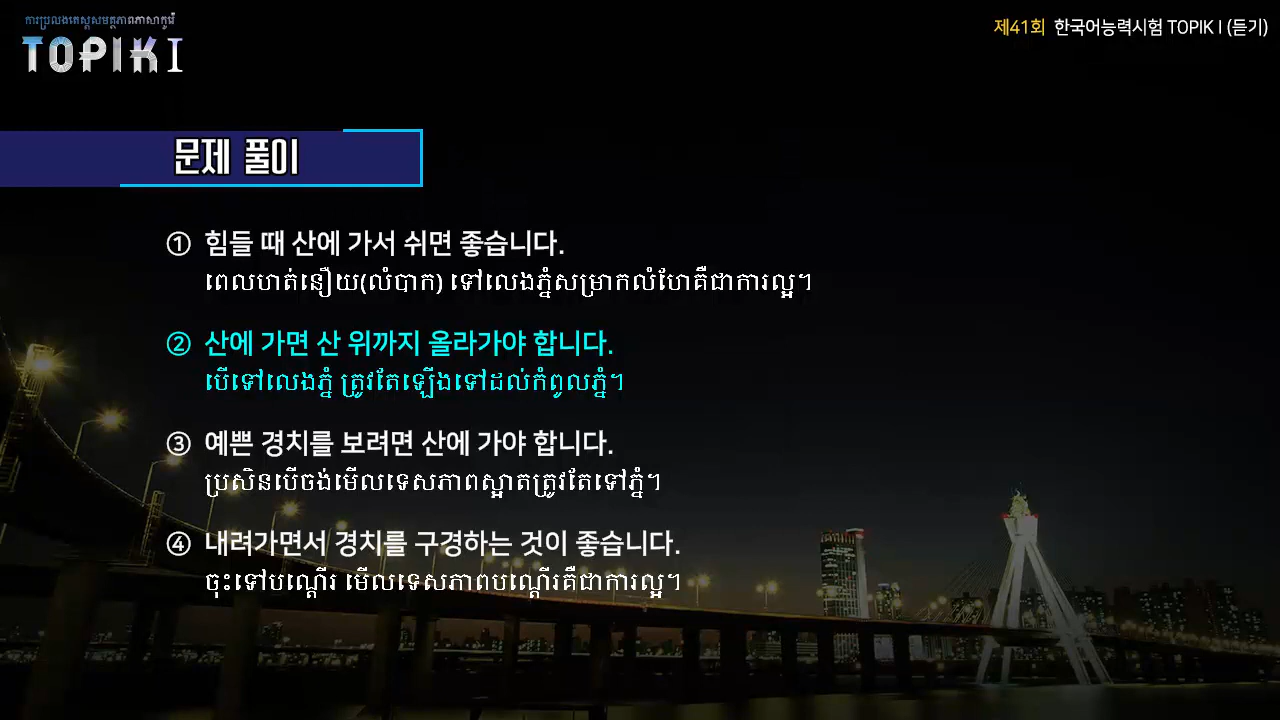 ការប្រលងតេស្តសមត្ថភាពភាសាកូរ៉េ
TOPIK I
제41회 한국어능력시험 TOPIK I (듣기)
문제 풀이
① 힘들 때 산에 가서 쉬면 좋습니다.
ពេលហត់នឿយ(លំបាក) ទៅលេងភ្នំសម្រាកលំហែគឺជាការល្អ។
② 산에 가면 산 위까지 올라가야 합니다.
បើទៅលេងភ្នំ ត្រូវតែឡើងទៅដល់កំពូលភ្នំ។
③ 예쁜 경치를 보려면 산에 가야 합니다.
ប្រសិនបើចង់មើលទេសភាពស្អាតត្រូវតែទៅភ្នំ។
④ 내려가면서 경치를 구경하는 것이 좋습니다.
ចុះទៅបណ្តើរ មើលទេសភាពបណ្តើរគឺជាការល្អ។